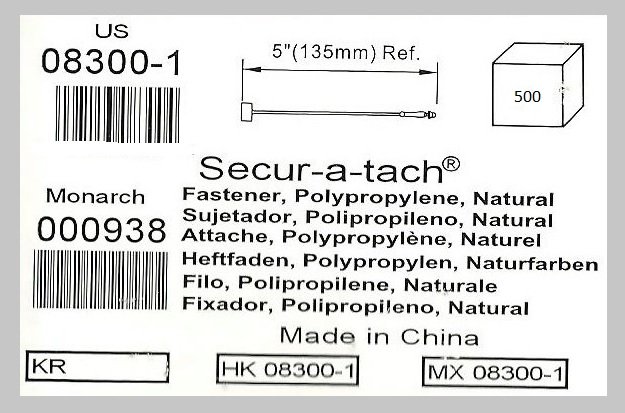 US
08300-1
5"(135mm) Ref.
500
Secur-a-tach®
Monarch
000938
Fastener, Polypropylene, Natural
Sujetador, Polipropileno, Natural
Attache, Polypropylène, Naturel
Heftfaden, Polypropylen, Naturfarben
Filo, Polipropilene, Naturale
Fixador, Polipropileno, Natural
Made in China
KR
HK 08300-1
MX 08300-1